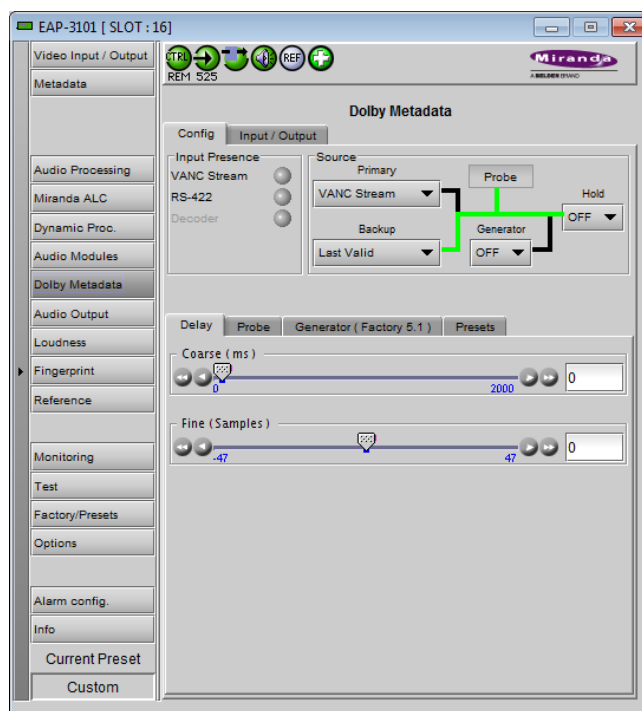 EAP-3101 [ SLOT : 16]
Video Input / Output
Metadata
Audio Processing
Miranda ALC
Dynamic Proc.
Audio Modules
Dolby Metadata
Audio Output
Loudness
Fingerprint
Reference
Monitoring
Test
Factory/Presets
Options
Alarm config.
Info
Current Preset
Custom
CTRL
REF
REM 525
Miranda
A BELDEN BRAND
Dolby Metadata
Config
Input / Output
Input Presence
VANC Stream
RS-422
Decoder
Source
Primary
VANC Stream
Probe
Hold
OFF
Backup
Last Valid
Generator
OFF
Delay
Probe
Generator ( Factory 5.1 )
Presets
Coarse ( ms )
0
2000
0
Fine ( Samples )
-47
47
0